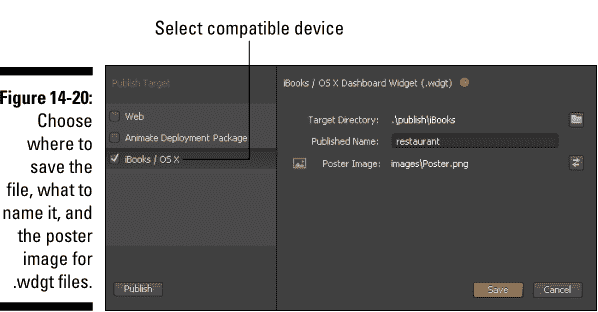 Select compatible device
Figure 14-20:
Choose
where to
save the
file, what to
name it, and
the poster
image for
.wdgt files.
Publish Target
Web
Animate Deployment Package
iBooks / OS X
Publish
iBooks / OS X Dashboard Widget (.wdgt)
Target Directory: .\publish\iBooks
Published Name: restaurant
Poster Image: images\Poster.png
Save Cancel